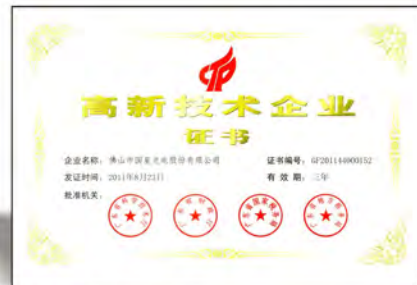 高新技术企业
证书
企业名称：佛山市国星光电股份有限公司 证书编号：GF201144000152
发证时间：2011年8月23日 有 效 期：三年
批准机关：